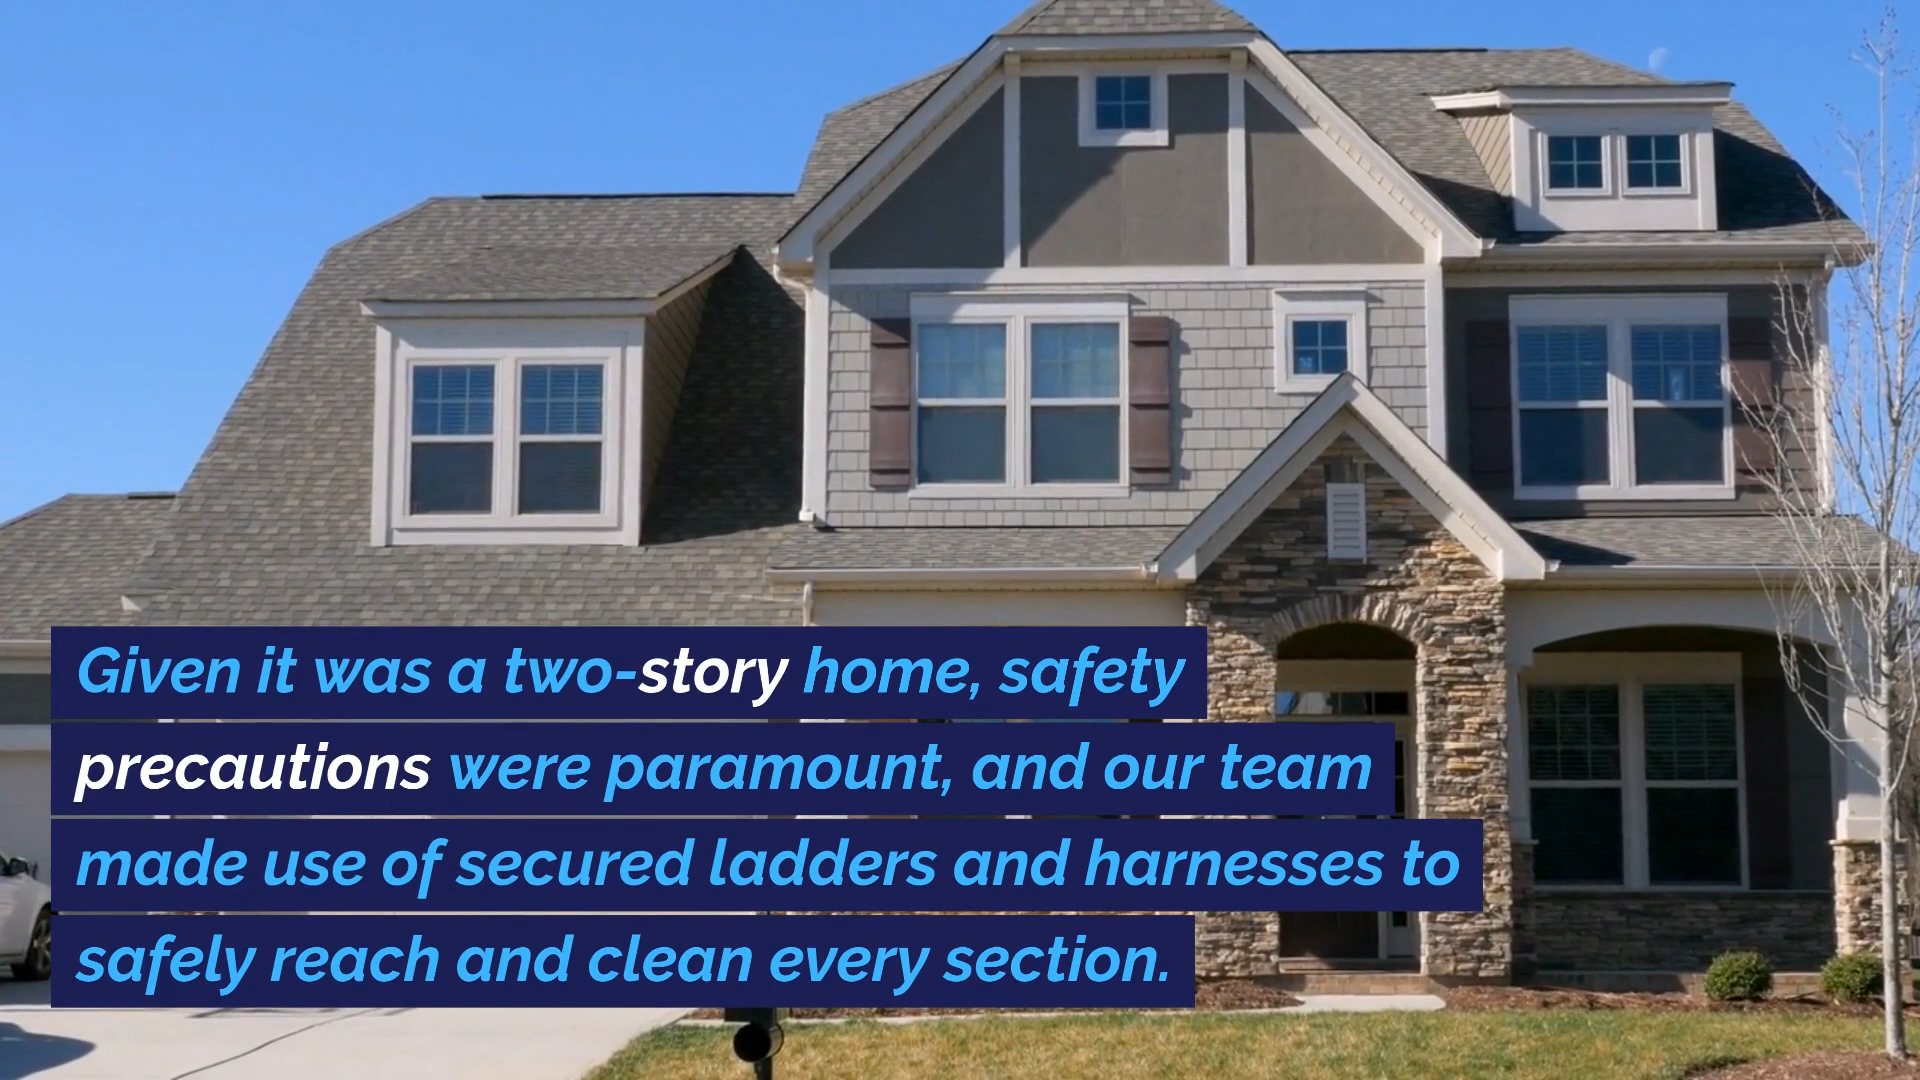 Given it was a two-story home, safety
precautions were paramount, and our team
made use of secured ladders and harnesses to
safely reach and clean every section.